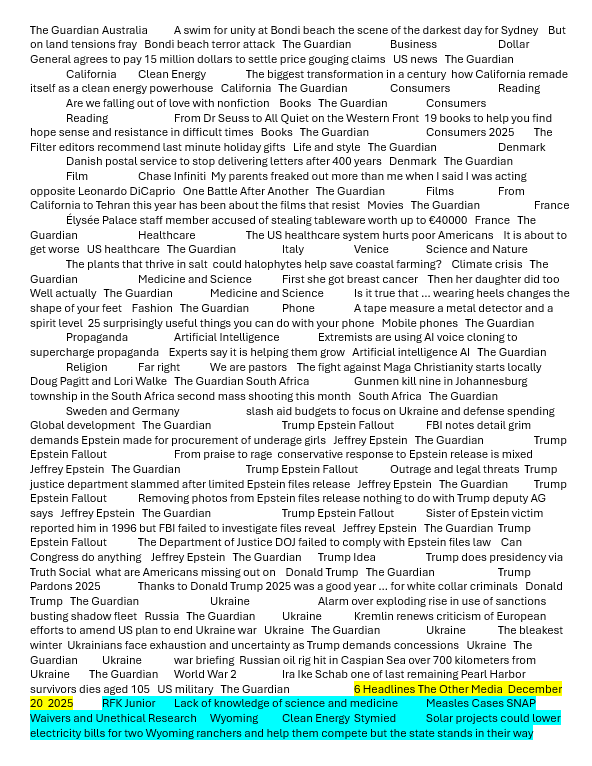 The Guardian Australia A swim for unity at Bondi beach the scene of the darkest day for Sydney But
on land tensions fray Bondi beach terror attack The Guardian Business Dollar
General agrees to pay 15 million dollars to settle price gouging claims US news The Guardian
California Clean Energy The biggest transformation in a century how California remade
itself as a clean energy powerhouse California The Guardian Consumers Reading
Are we falling out of love with nonfiction Books The Guardian Consumers
Reading From Dr Seuss to All Quiet on the Western Front 19 books to help you find
hope sense and resistance in difficult times Books The Guardian Consumers 2025 The
Filter editors recommend last minute holiday gifts Life and style The Guardian Denmark
Danish postal service to stop delivering letters after 400 years Denmark The Guardian
Film Chase Infiniti My parents freaked out more than me when I said I was acting
opposite Leonardo DiCaprio One Battle After Another The Guardian Films From
California to Tehran this year has been about the films that resist Movies The Guardian France
Élysée Palace staff member accused of stealing tableware worth up to €40000 France The
Guardian Healthcare The US healthcare system hurts poor Americans It is about to
get worse US healthcare The Guardian Italy Venice Science and Nature
The plants that thrive in salt could halophytes help save coastal farming? Climate crisis The
Guardian Medicine and Science First she got breast cancer Then her daughter did too
Well actually The Guardian Medicine and Science Is it true that ... wearing heels changes the
shape of your feet Fashion The Guardian Phone A tape measure a metal detector and a
spirit level 25 surprisingly useful things you can do with your phone Mobile phones The Guardian
Propaganda Artificial Intelligence Extremists are using AI voice cloning to
supercharge propaganda Experts say it is helping them grow Artificial intelligence AI The Guardian
Religion Far right We are pastors The fight against Maga Christianity starts locally
Doug Pagitt and Lori Walke The Guardian South Africa Gunmen kill nine in Johannesburg
township in the South Africa second mass shooting this month South Africa The Guardian
Sweden and Germany slash aid budgets to focus on Ukraine and defense spending
Global development The Guardian Trump Epstein Fallout FBI notes detail grim
demands Epstein made for procurement of underage girls Jeffrey Epstein The Guardian Trump
Epstein Fallout From praise to rage conservative response to Epstein release is mixed
Jeffrey Epstein The Guardian Trump Epstein Fallout Outrage and legal threats Trump
justice department slammed after limited Epstein files release Jeffrey Epstein The Guardian Trump
Epstein Fallout Removing photos from Epstein files release nothing to do with Trump deputy AG
says Jeffrey Epstein The Guardian Trump Epstein Fallout Sister of Epstein victim
reported him in 1996 but FBI failed to investigate files reveal Jeffrey Epstein The Guardian Trump
Epstein Fallout The Department of Justice DOJ failed to comply with Epstein files law Can
Congress do anything Jeffrey Epstein The Guardian Trump Idea Trump does presidency via
Truth Social what are Americans missing out on Donald Trump The Guardian Trump
Pardons 2025 Thanks to Donald Trump 2025 was a good year ... for white collar criminals Donald
Trump The Guardian Ukraine Alarm over exploding rise in use of sanctions
busting shadow fleet Russia The Guardian Ukraine Kremlin renews criticism of European
efforts to amend US plan to end Ukraine war Ukraine The Guardian Ukraine The bleakest
winter Ukrainians face exhaustion and uncertainty as Trump demands concessions Ukraine The
Guardian Ukraine war briefing Russian oil rig hit in Caspian Sea over 700 kilometers from
Ukraine The Guardian World War 2 Ira Ike Schab one of last remaining Pearl Harbor
survivors dies aged 105 US military The Guardian 6 Headlines The Other Media December
20 2025 RFK Junior Lack of knowledge of science and medicine Measles Cases SNAP
Waivers and Unethical Research Wyoming Clean Energy Stymied Solar projects could lower
electricity bills for two Wyoming ranchers and help them compete but the state stands in their way